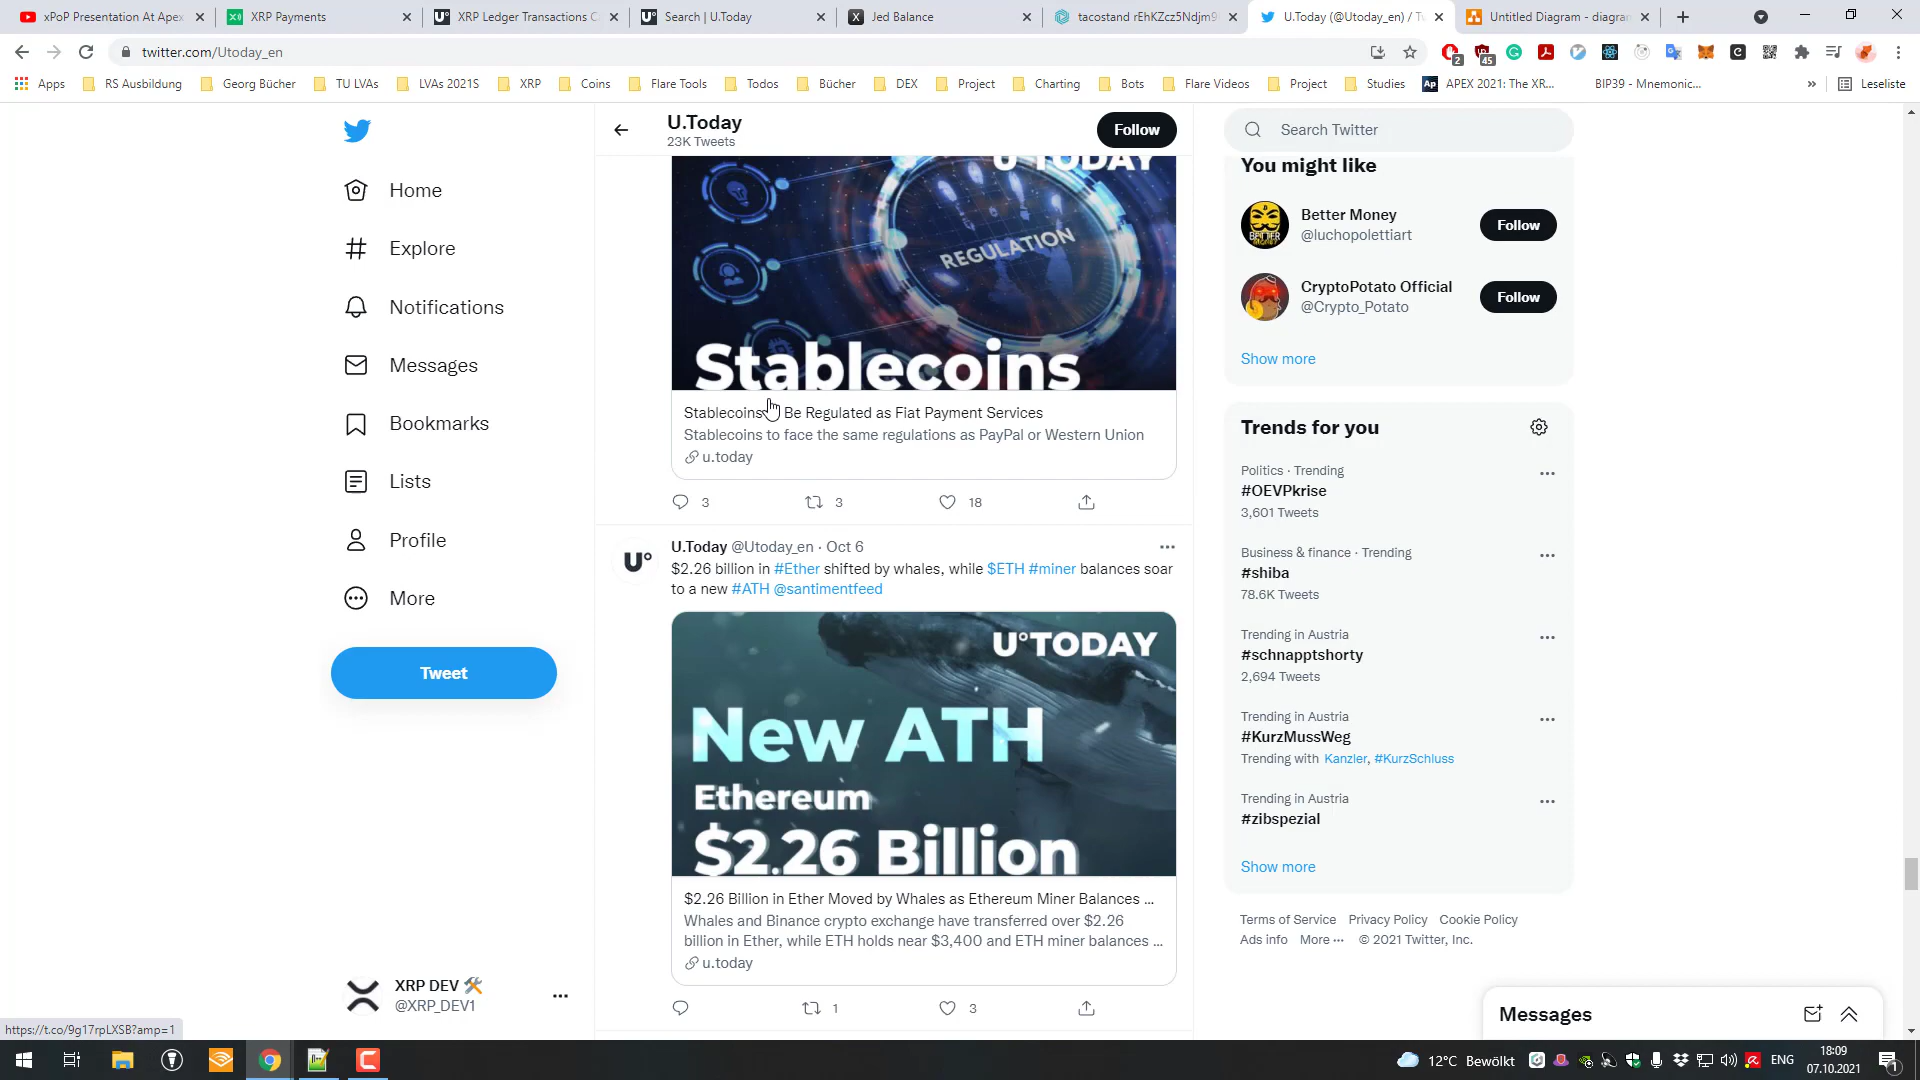 xPoP Presentation At Apex
XRP Payments
XRP Ledger Transactions C
Search | U.Today
Jed Balance
tacostand rEhKZcz5Ndjm9
U.Today (@Utoday_en) / Tw
Untitled Diagram - diagram
twitter.com/Utoday_en
2
45
Apps
RS Ausbildung
Georg Bücher
TU LVAs
LVAs 2021S
XRP
Coins
Flare Tools
Todos
Bücher
DEX
Project
Charting
Bots
Flare Videos
Project
Studies
Ap
APEX 2021: The XR...
BIP39 - Mnemonic...
»
Leseliste
U.Today
23K Tweets
Follow
Search Twitter
Home
Explore
Notifications
Messages
Bookmarks
Lists
Profile
More
Tweet
XRP DEV
@XRP_DEV1
https://t.co/9g17rpLXSB?amp=1
U°TODAY
REGULATION
Stablecoins
Stablecoins Be Regulated as Fiat Payment Services
Stablecoins to face the same regulations as PayPal or Western Union
u.today
3
3
18
U°
U.Today @Utoday_en · Oct 6
$2.26 billion in #Ether shifted by whales, while $ETH #miner balances soar
to a new #ATH @santimentfeed
U°TODAY
New ATH
Ethereum
$2.26 Billion
$2.26 Billion in Ether Moved by Whales as Ethereum Miner Balances ...
Whales and Binance crypto exchange have transferred over $2.26
billion in Ether, while ETH holds near $3,400 and ETH miner balances ...
u.today
1
3
You might like
Better Money
@luchopolettiart
Follow
CryptoPotato Official
@Crypto_Potato
Follow
Show more
Trends for you
Politics · Trending
#OEVPkrise
3,601 Tweets
Business & finance · Trending
#shiba
78.6K Tweets
Trending in Austria
#schnapptshorty
2,694 Tweets
Trending in Austria
#KurzMussWeg
Trending with Kanzler, #KurzSchluss
Trending in Austria
#zibspezial
Show more
Terms of Service Privacy Policy Cookie Policy
Ads info More ··· © 2021 Twitter, Inc.
Messages
12°C Bewölkt
ENG
18:09
07.10.2021
1